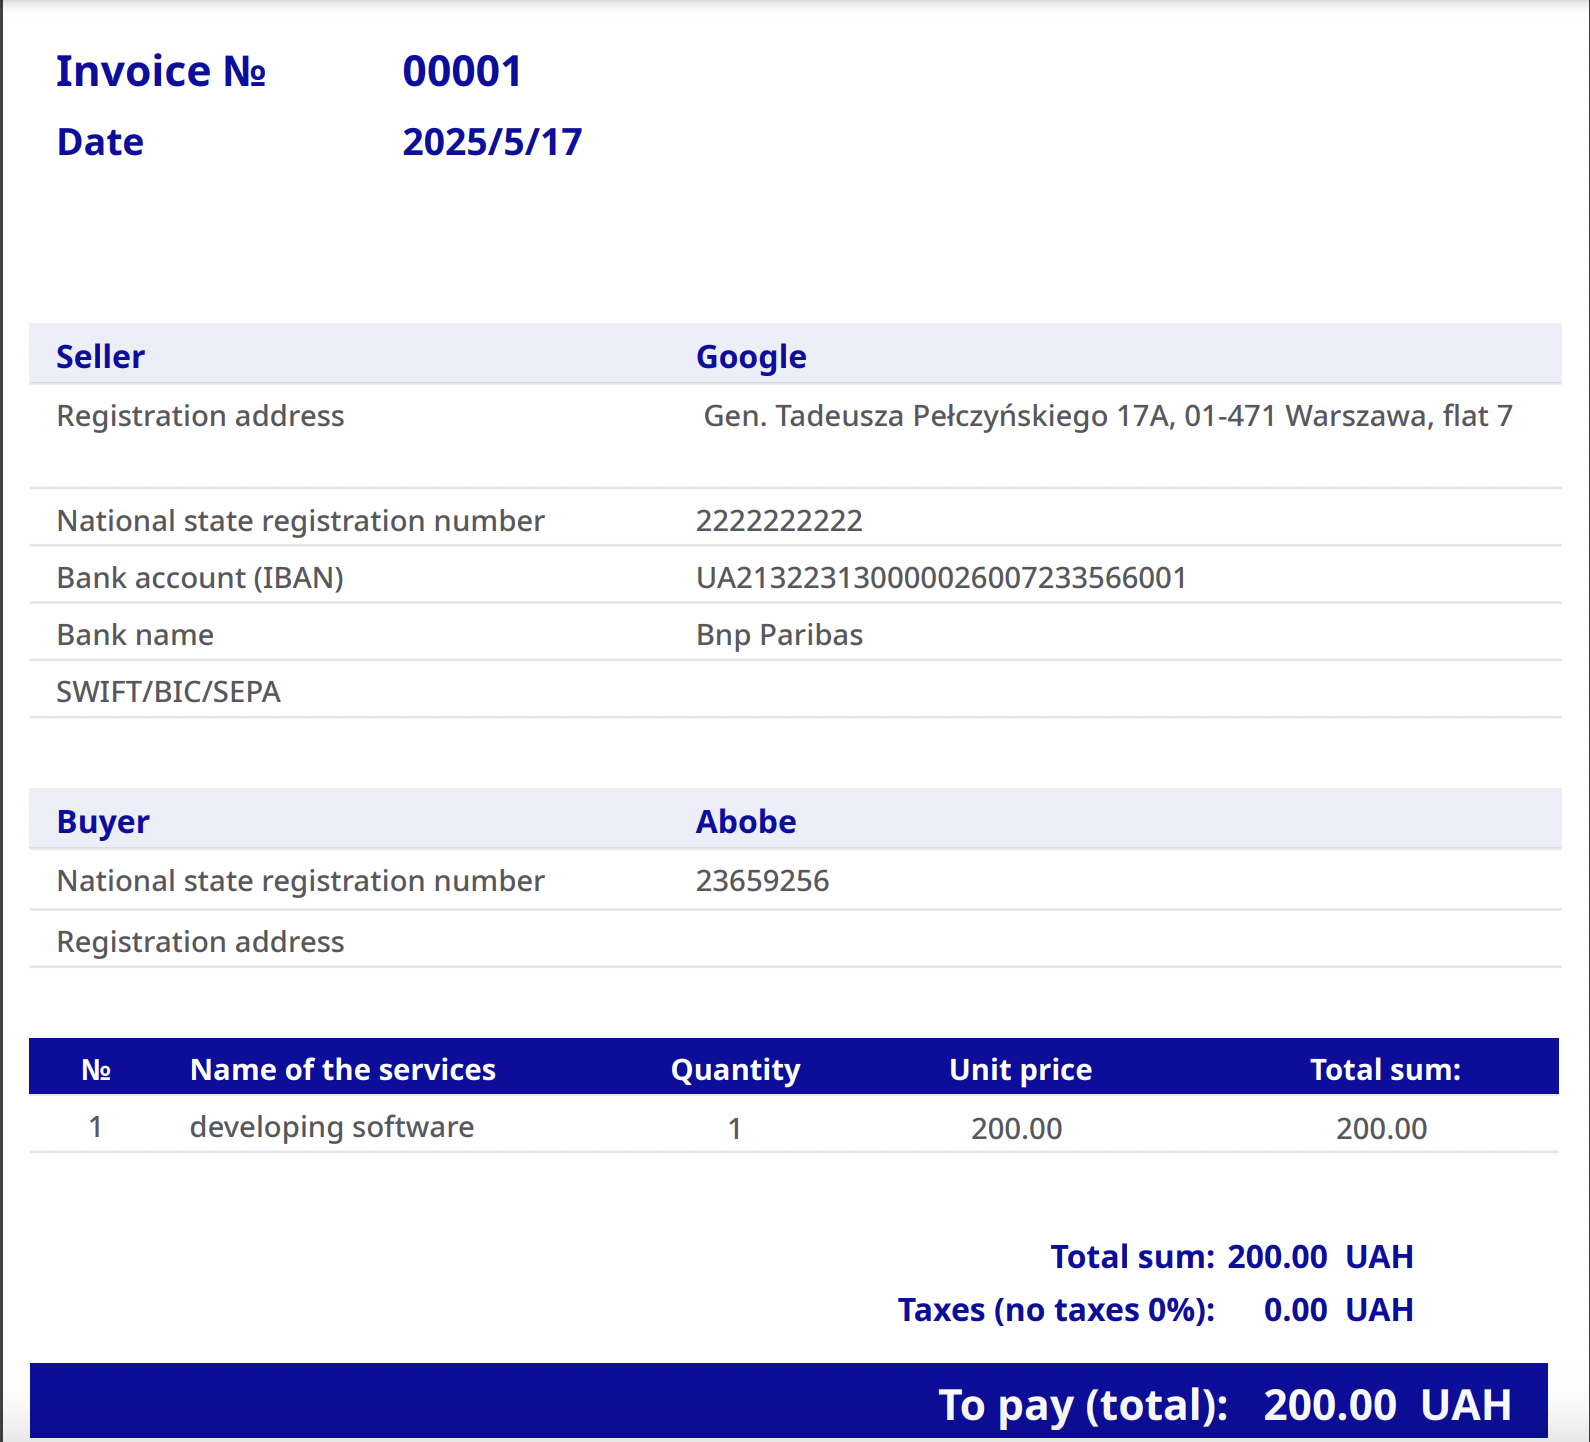 Invoice № 00001
Date 2025/5/17
Seller Google
Registration address Gen. Tadeusza Pełczyńskiego 17A, 01-471 Warszawa, flat 7
National state registration number 2222222222
Bank account (IBAN) UA213223130000026007233566001
Bank name Bnp Paribas
SWIFT/BIC/SEPA
Buyer Abobe
National state registration number 23659256
Registration address
№ Name of the services Quantity Unit price Total sum:
1 developing software 1 200.00 200.00
Total sum: 200.00 UAH
Taxes (no taxes 0%): 0.00 UAH
To pay (total): 200.00 UAH